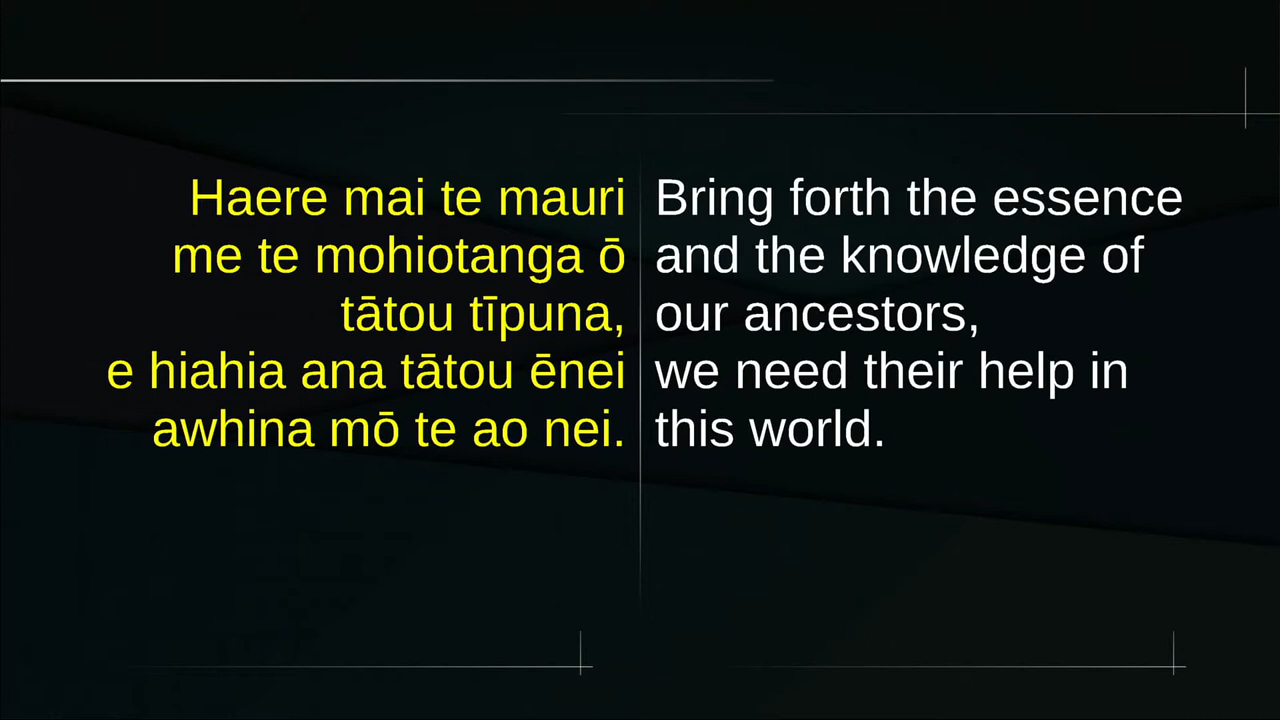 Haere mai te mauri
me te mohiotanga ō
tātou tīpuna,
e hiahia ana tātou ēnei
awhina mō te ao nei.
Bring forth the essence
and the knowledge of
our ancestors,
we need their help in
this world.